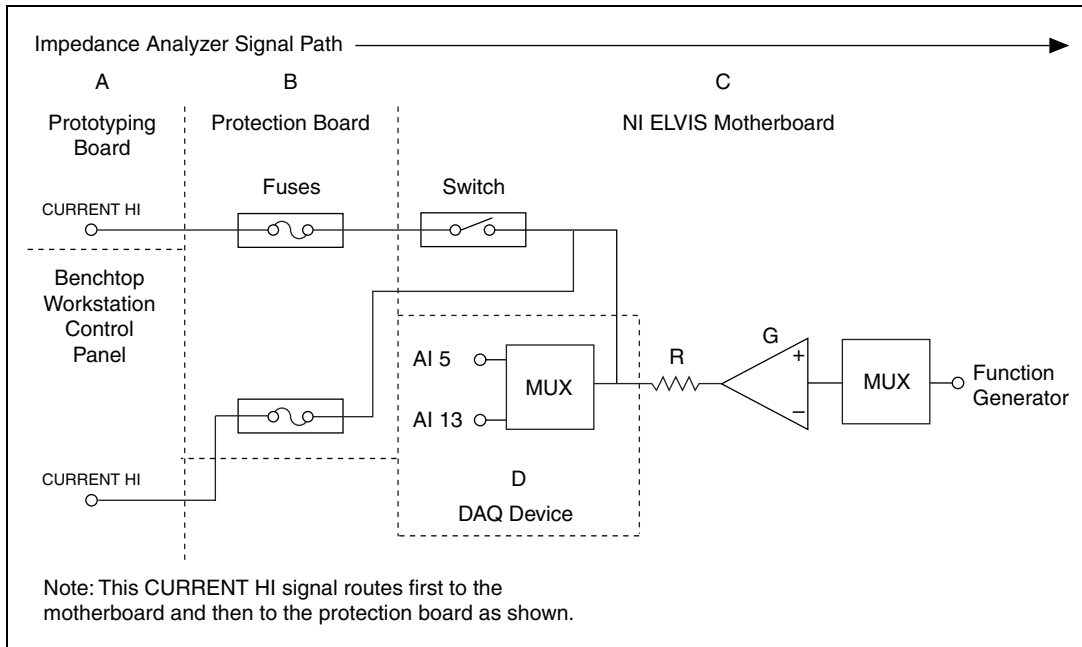 Impedance Analyzer Signal Path
A
B
C
Prototyping
Board
Protection Board
NI ELVIS Motherboard
Fuses
Switch
CURRENT HI
Benchtop
Workstation
Control
Panel
AI 5
AI 13
MUX
R
G
+
−
MUX
Function
Generator
CURRENT HI
D
DAQ Device
Note: This CURRENT HI signal routes first to the
motherboard and then to the protection board as shown.